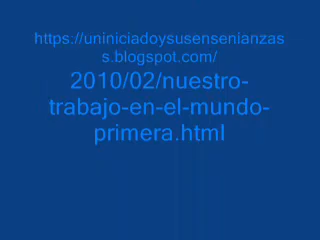 https://uniniciadoysusensenianzas
s.blogspot.com/
2010/02/nuestro-
trabajo-en-el-mundo-
primera.html